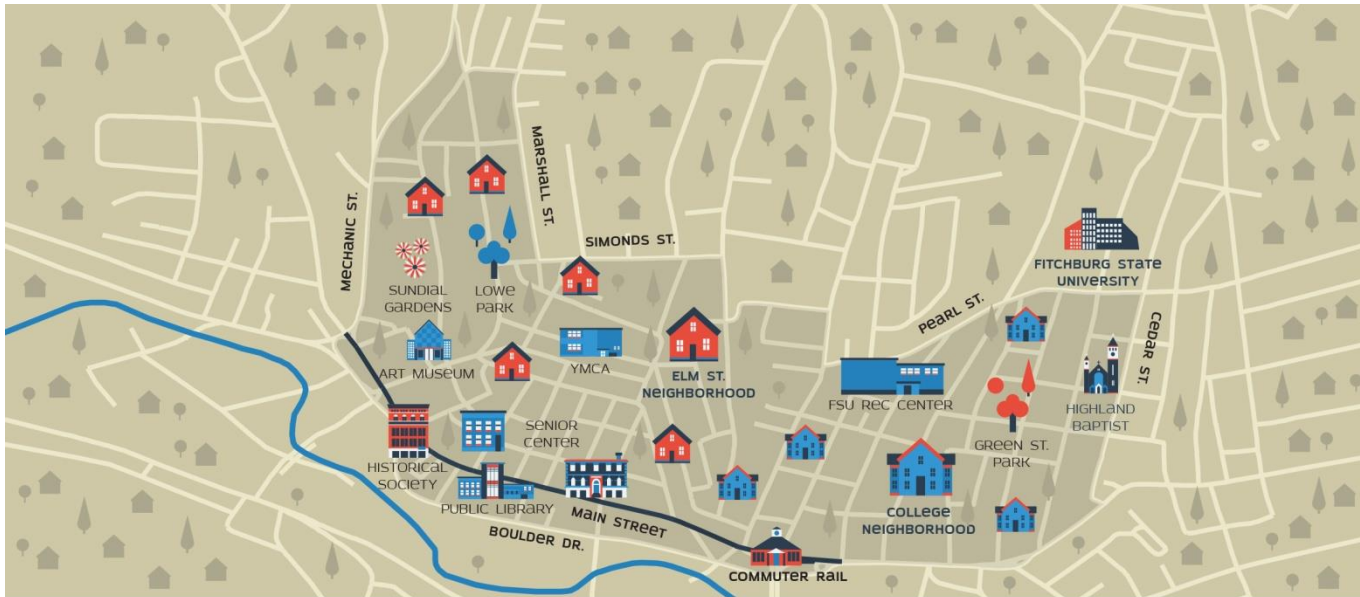 MECHANIC ST.
MARSHALL ST.
SIMONDS ST.
SUNDIAL
GARDENS
LOWE
PARK
FITCHBURG STATE
UNIVERSITY
PEARL ST.
CEDAR ST.
ART MUSEUM
YMCA
ELM ST.
NEIGHBORHOOD
FSU REC CENTER
HIGHLAND
BAPTIST
SENIOR
CENTER
GREEN ST.
PARK
HISTORICAL
SOCIETY
PUBLIC LIBRARY
MAIN STREET
COLLEGE
NEIGHBORHOOD
BOULDER DR.
COMMUTER RAIL